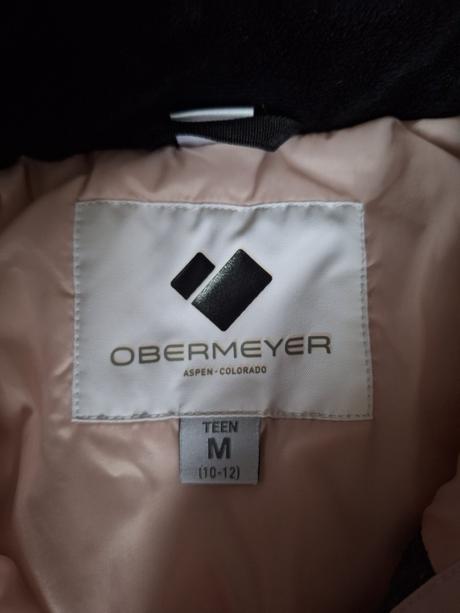 OBERMEYER
ASPEN - COLORADO
TEEN
M
(10-12)